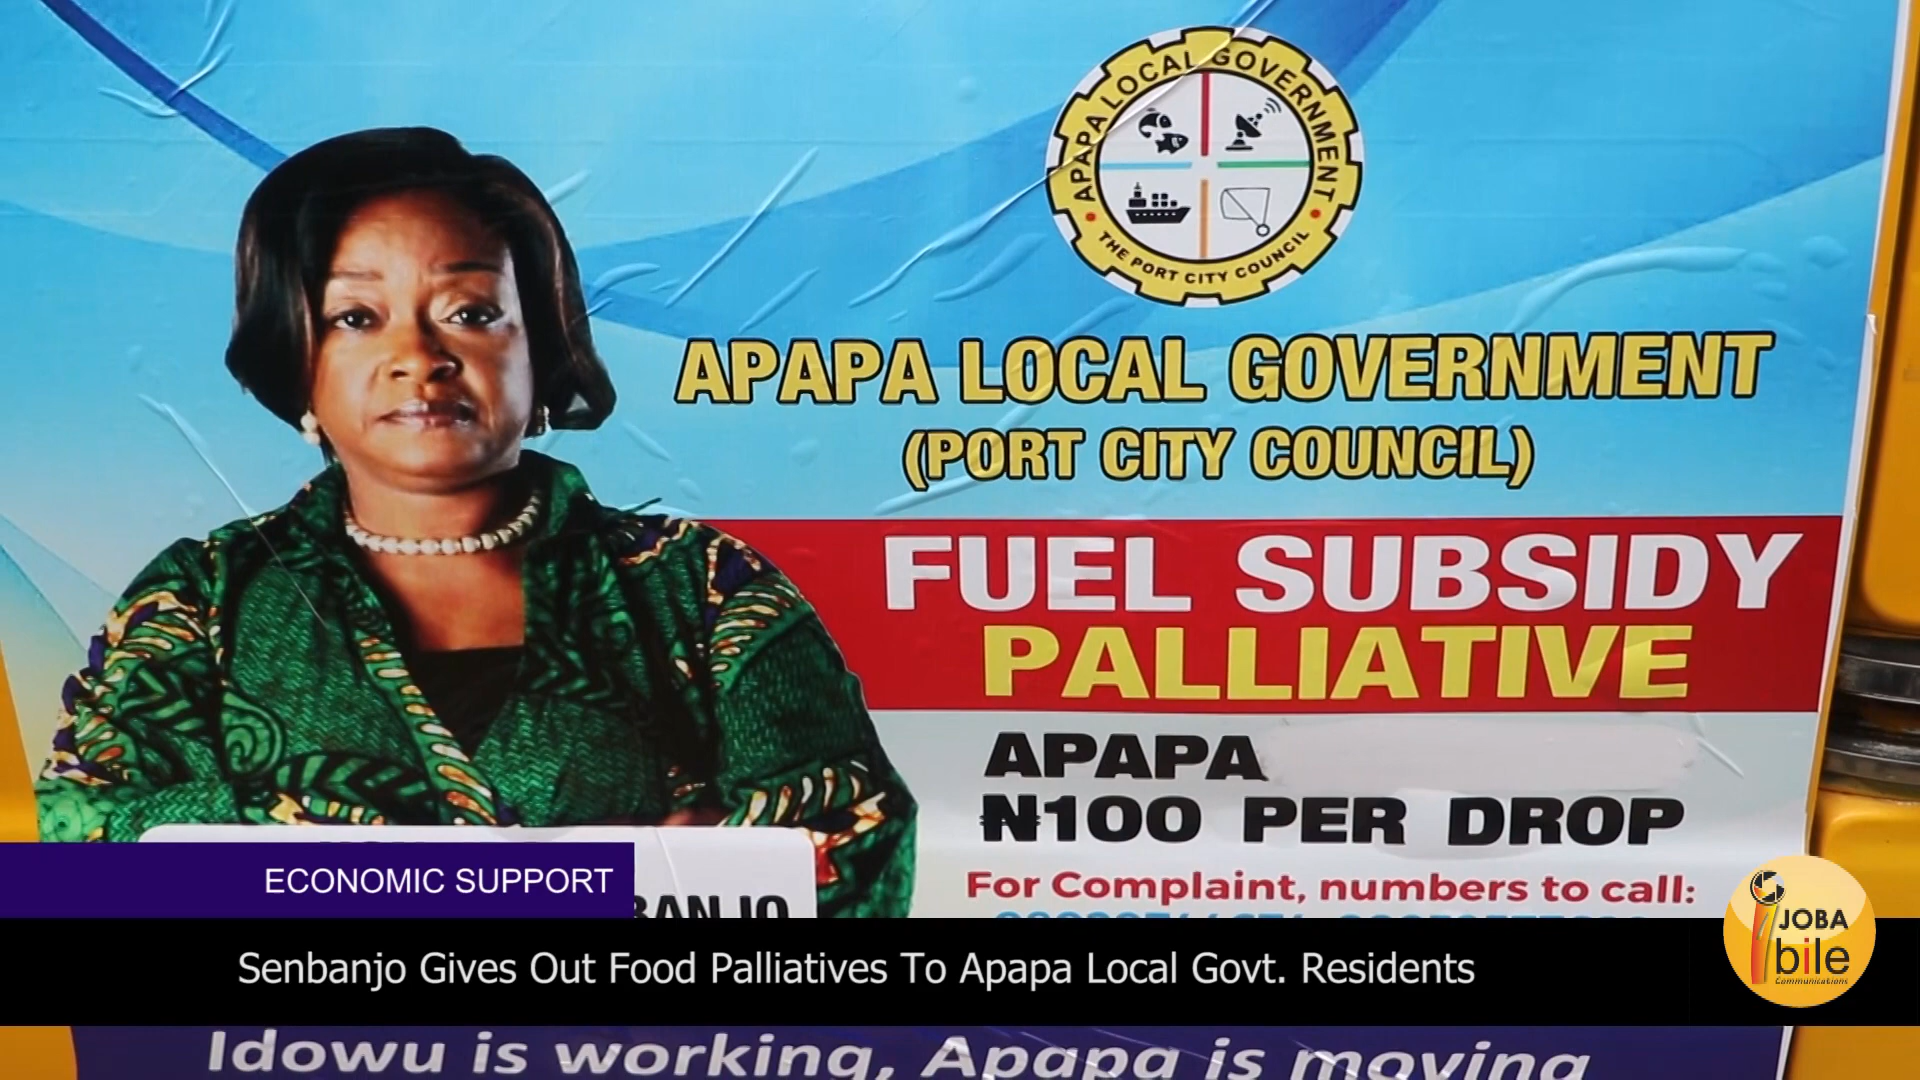 APAPA LOCAL GOVERNMENT
THE PORT CITY COUNCIL
APAPA LOCAL GOVERNMENT
(PORT CITY COUNCIL)
FUEL SUBSIDY
PALLIATIVE
APAPA
₦100 PER DROP
For Complaint, numbers to call:
ECONOMIC SUPPORT
Senbanjo Gives Out Food Palliatives To Apapa Local Govt. Residents
JOBA
bile
Communications
Idowu is working, Apapa is moving